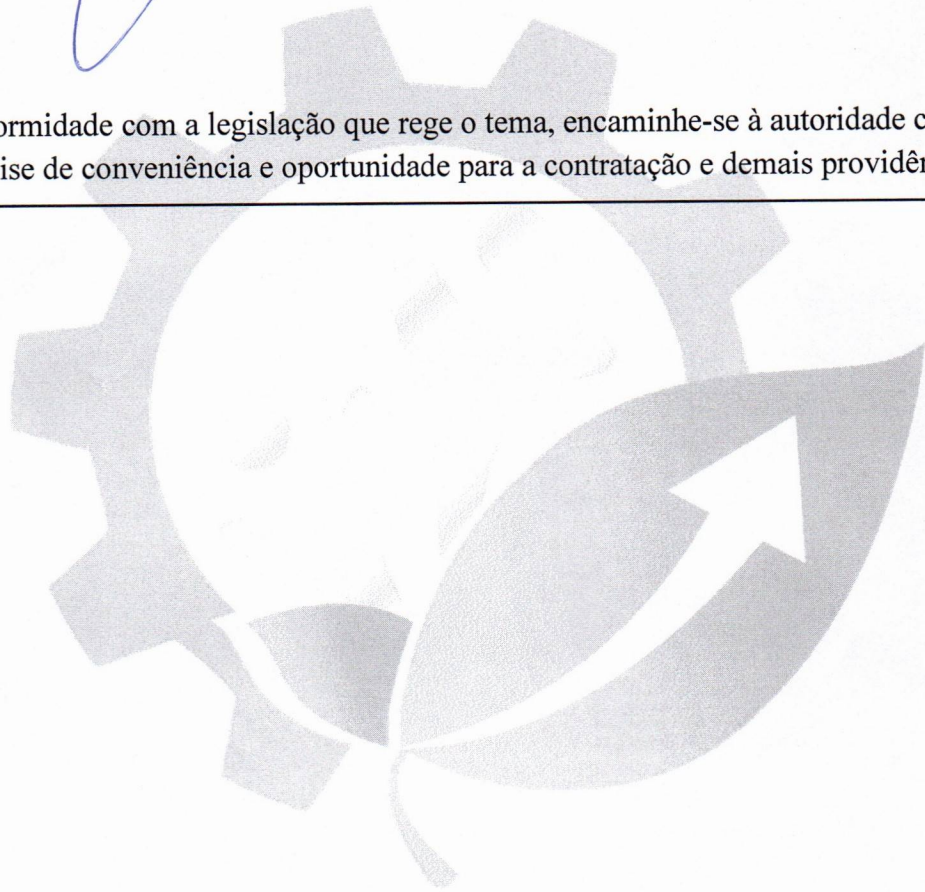 ormidade com a legislação que rege o tema, encaminhe-se à autoridade c
ise de conveniência e oportunidade para a contratação e demais providên